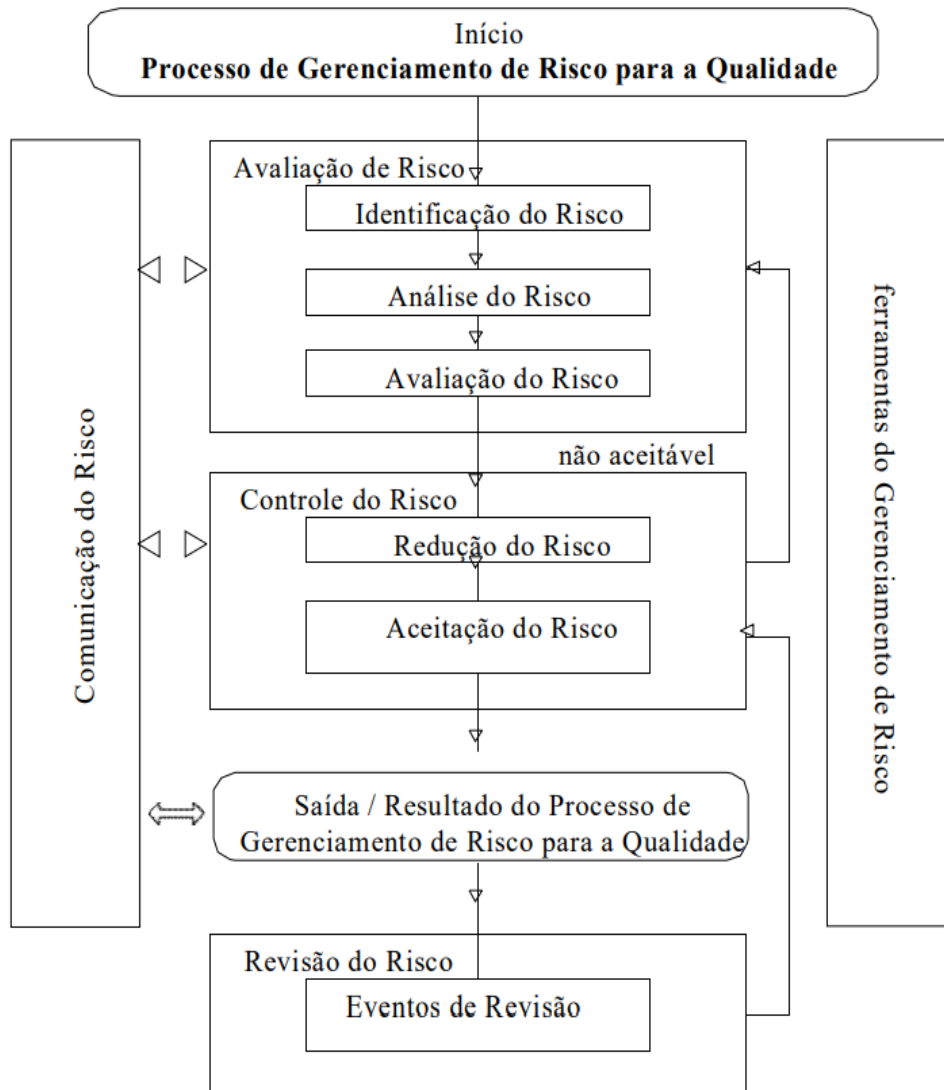 Início
Processo de Gerenciamento de Risco para a Qualidade
Avaliação de Risco
Identificação do Risco
Análise do Risco
Avaliação do Risco
não aceitável
Controle do Risco
Redução do Risco
Aceitação do Risco
Saída / Resultado do Processo de
Gerenciamento de Risco para a Qualidade
Revisão do Risco
Eventos de Revisão
Comunicação do Risco
ferramentas do Gerenciamento de Risco